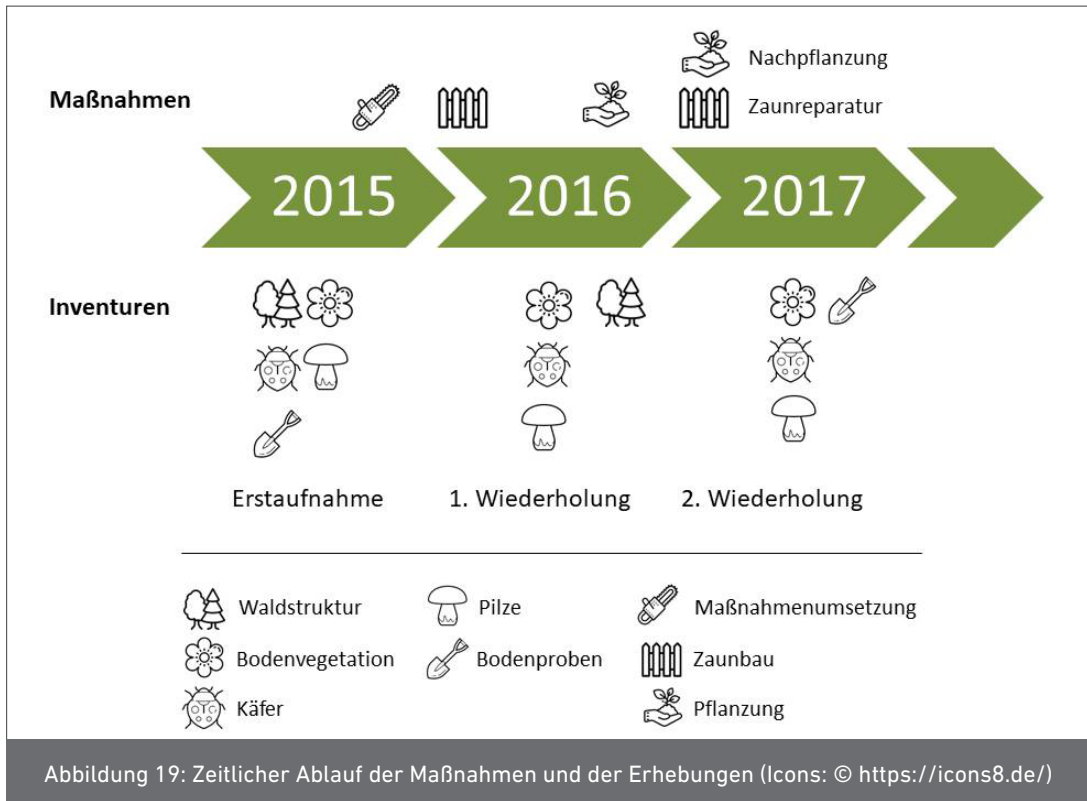 Nachpflanzung
Maßnahmen
Zaunreparatur
2015
2016
2017
Inventuren
Erstaufnahme
1. Wiederholung
2. Wiederholung
Waldstruktur
Pilze
Maßnahmenumsetzung
Bodenvegetation
Bodenproben
Zaunbau
Käfer
Pflanzung
Abbildung 19: Zeitlicher Ablauf der Maßnahmen und der Erhebungen (Icons: © https://icons8.de/)